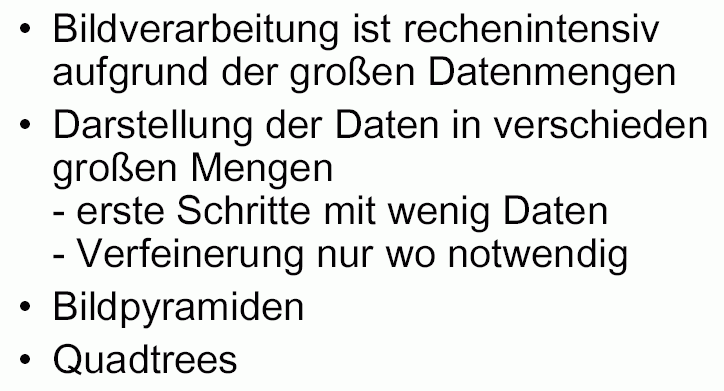 • Bildverarbeitung ist rechenintensiv
aufgrund der großen Datenmengen
• Darstellung der Daten in verschieden
großen Mengen
- erste Schritte mit wenig Daten
- Verfeinerung nur wo notwendig
• Bildpyramiden
• Quadtrees